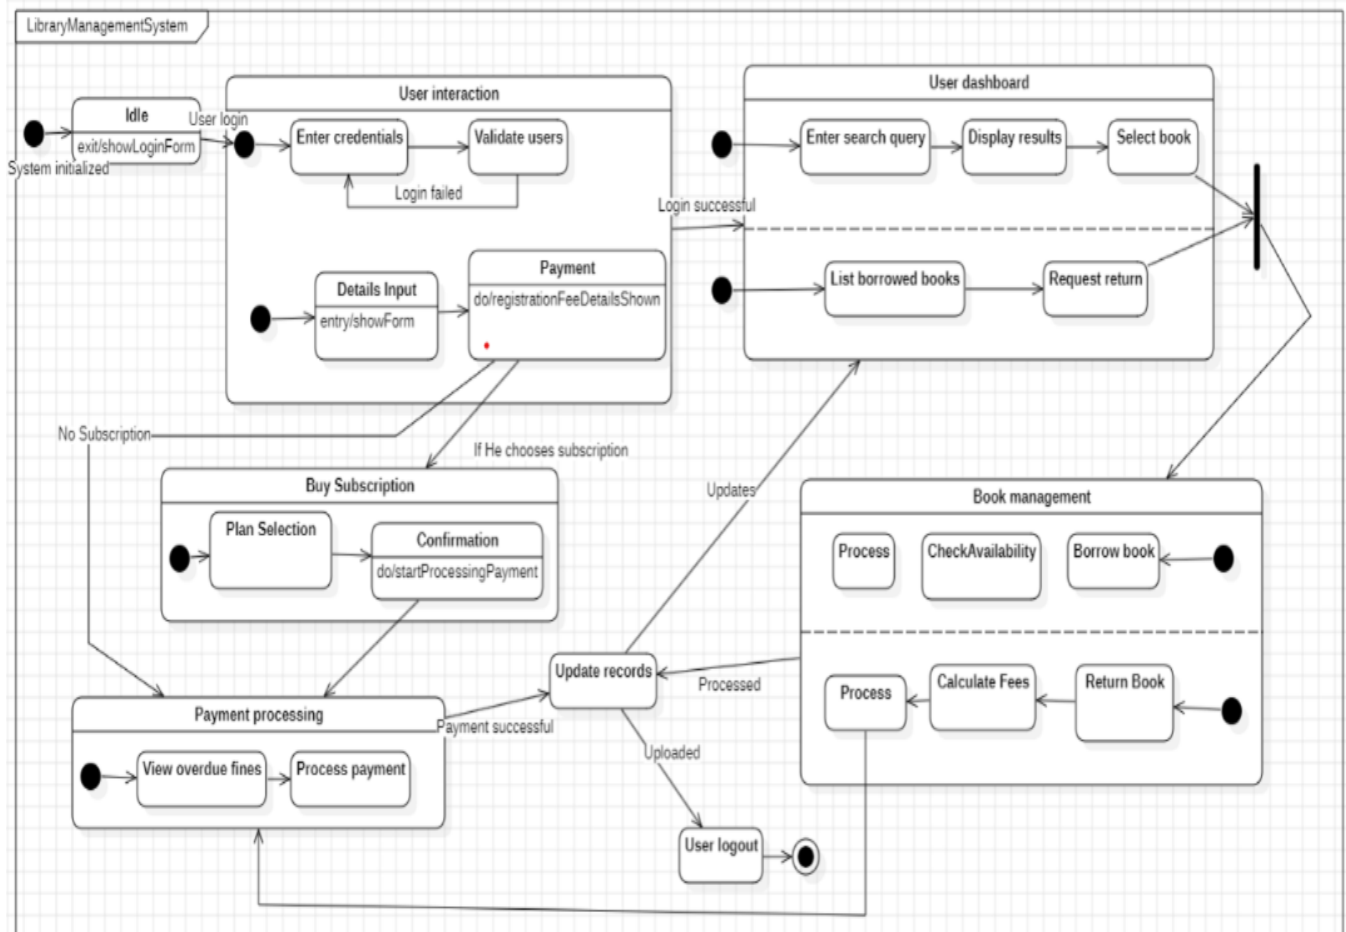 LibraryManagementSystem
Idle
exit/showLoginForm
System initialized
User login
User interaction
Enter credentials
Validate users
Login failed
Details Input
entry/showForm
Payment
do/registrationFeeDetailsShown
Login successful
User dashboard
Enter search query
Display results
Select book
List borrowed books
Request return
No Subscription
If He chooses subscription
Buy Subscription
Plan Selection
Confirmation
do/startProcessingPayment
Updates
Book management
Process
CheckAvailability
Borrow book
Process
Calculate Fees
Return Book
Update records
Processed
Payment processing
Payment successful
View overdue fines
Process payment
Uploaded
User logout